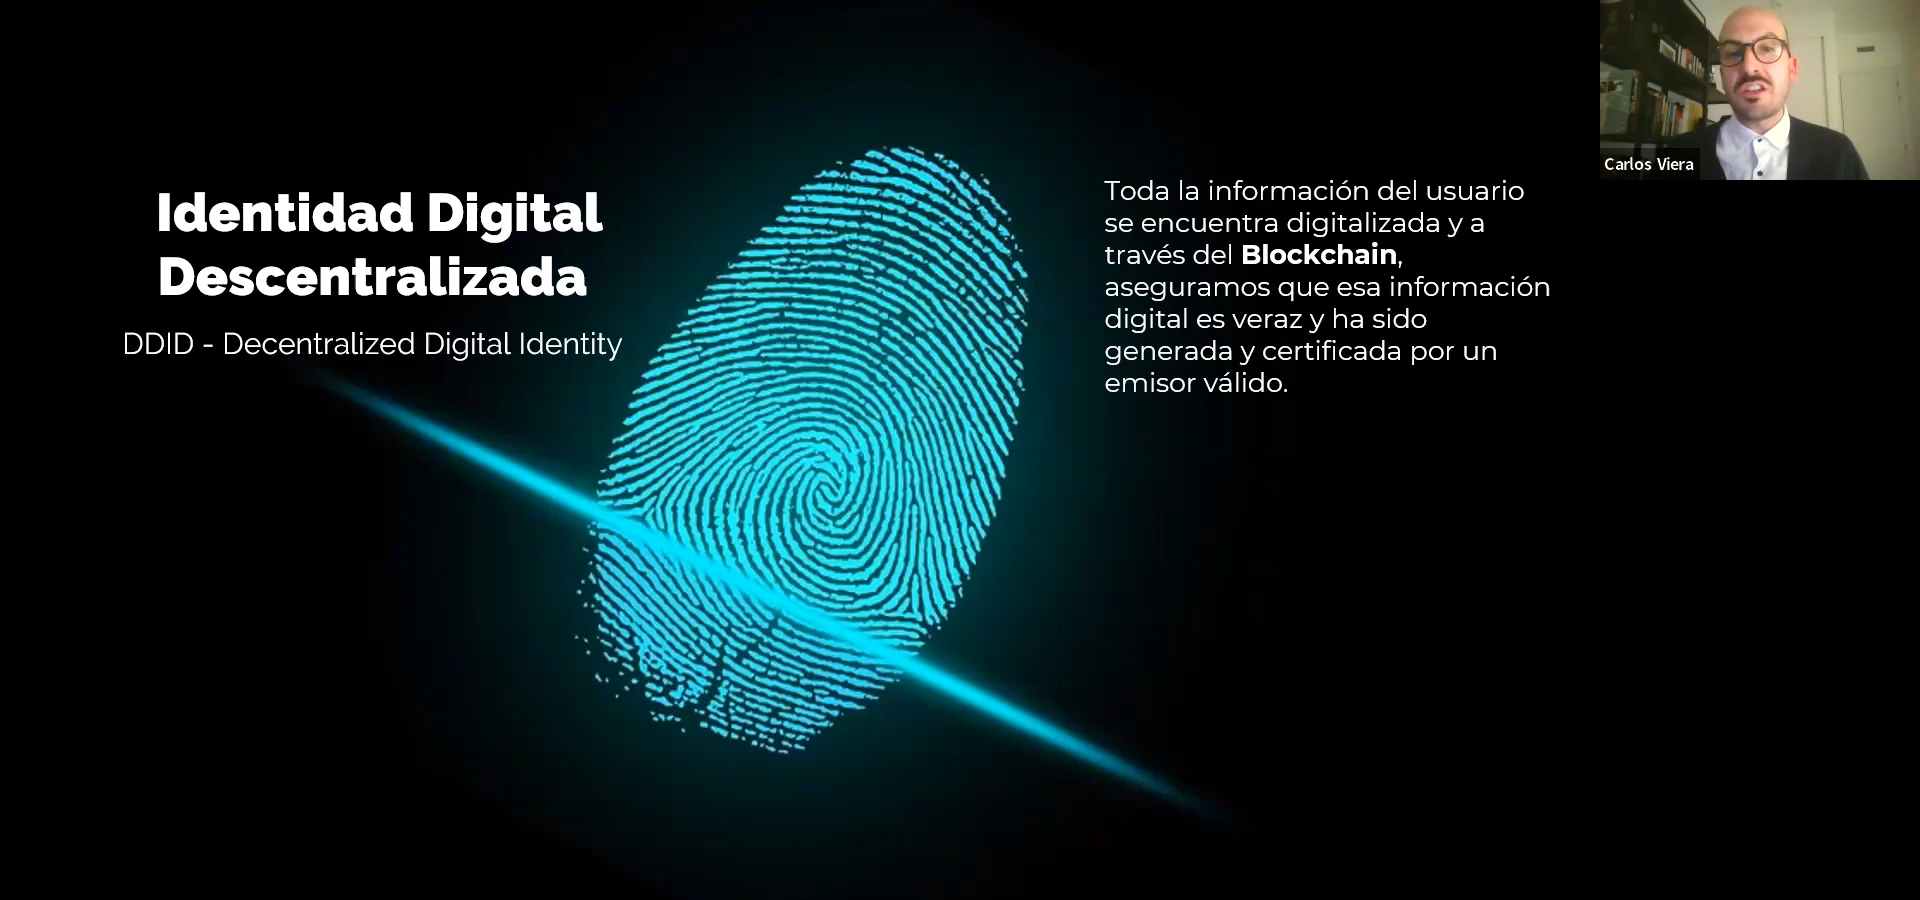 Identidad Digital
Descentralizada
DDID - Decentralized Digital Identity
Toda la información del usuario
se encuentra digitalizada y a
través del Blockchain,
aseguramos que esa información
digital es veraz y ha sido
generada y certificada por un
emisor válido.
Carlos Viera